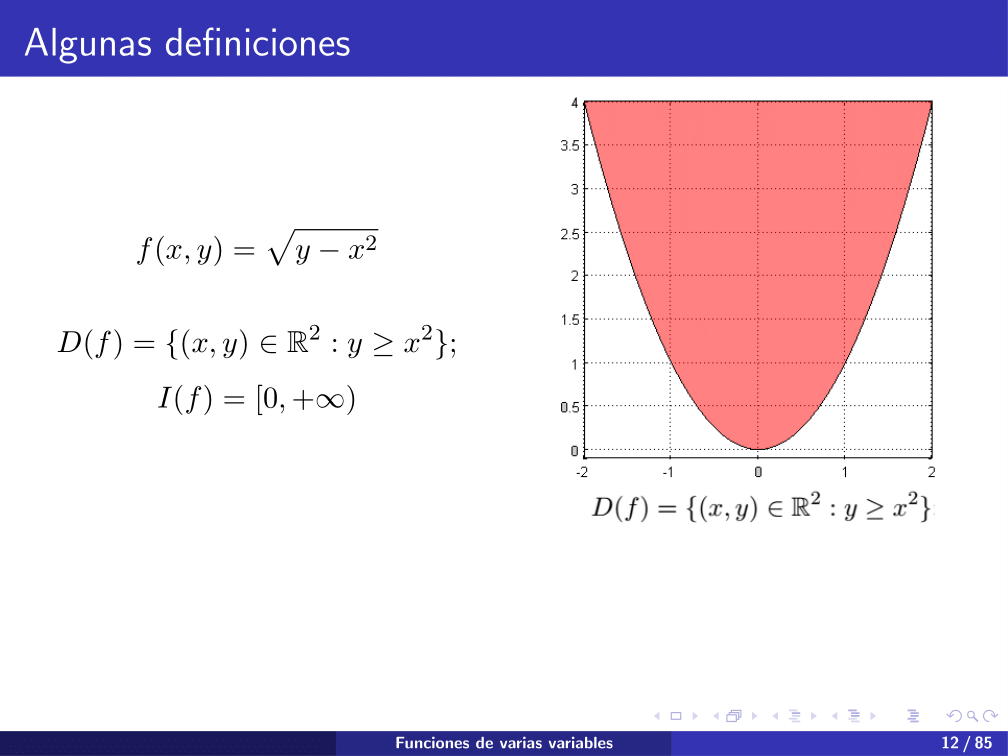 Algunas definiciones
f(x, y) = √(y − x²)
D(f) = {(x, y) ∈ ℝ² : y ≥ x²};
I(f) = [0, +∞)
4
3.5
3
2.5
2
1.5
1
0.5
0
-2 -1 0 1 2
D(f) = {(x, y) ∈ ℝ² : y ≥ x²}
Funciones de varias variables 12 / 85